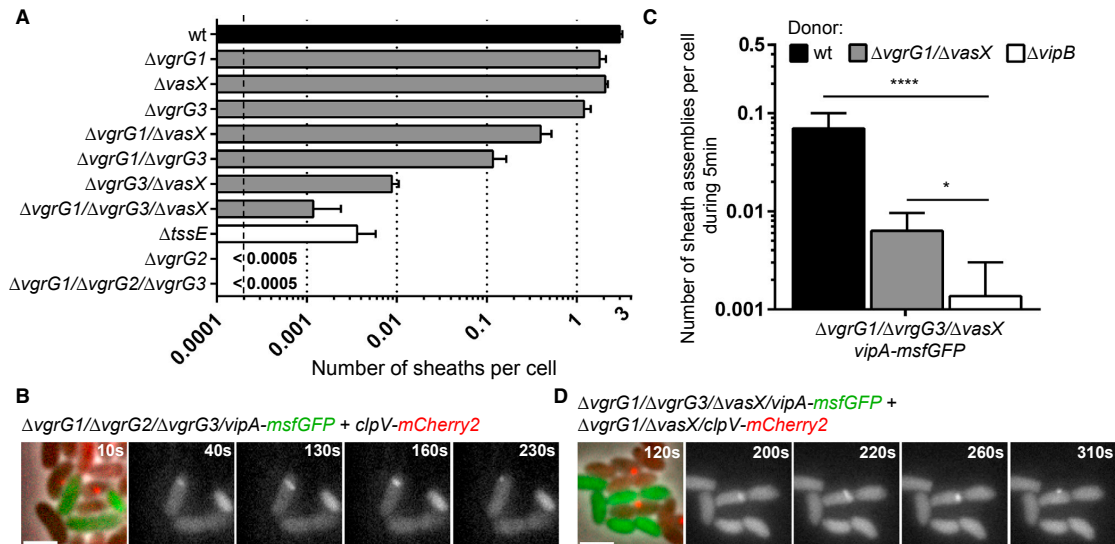 A
wt
ΔvgrG1
ΔvasX
ΔvgrG3
ΔvgrG1/ΔvasX
ΔvgrG1/ΔvgrG3
ΔvgrG3/ΔvasX
ΔvgrG1/ΔvgrG3/ΔvasX
ΔtssE
ΔvgrG2
< 0.0005
ΔvgrG1/ΔvgrG2/ΔvgrG3
< 0.0005
0.0001 0.001 0.01 0.1 1 3
Number of sheaths per cell
C
Donor:
wt ΔvgrG1/ΔvasX ΔvipB
Number of sheath assemblies per cell
during 5min
0.5
0.1
0.01
0.001
****
*
ΔvgrG1/ΔvrgG3/ΔvasX
vipA-msfGFP
B
ΔvgrG1/ΔvgrG2/ΔvgrG3/vipA-msfGFP + clpV-mCherry2
10s 40s 130s 160s 230s
D
ΔvgrG1/ΔvgrG3/ΔvasX/vipA-msfGFP +
ΔvgrG1/ΔvasX/clpV-mCherry2
120s 200s 220s 260s 310s